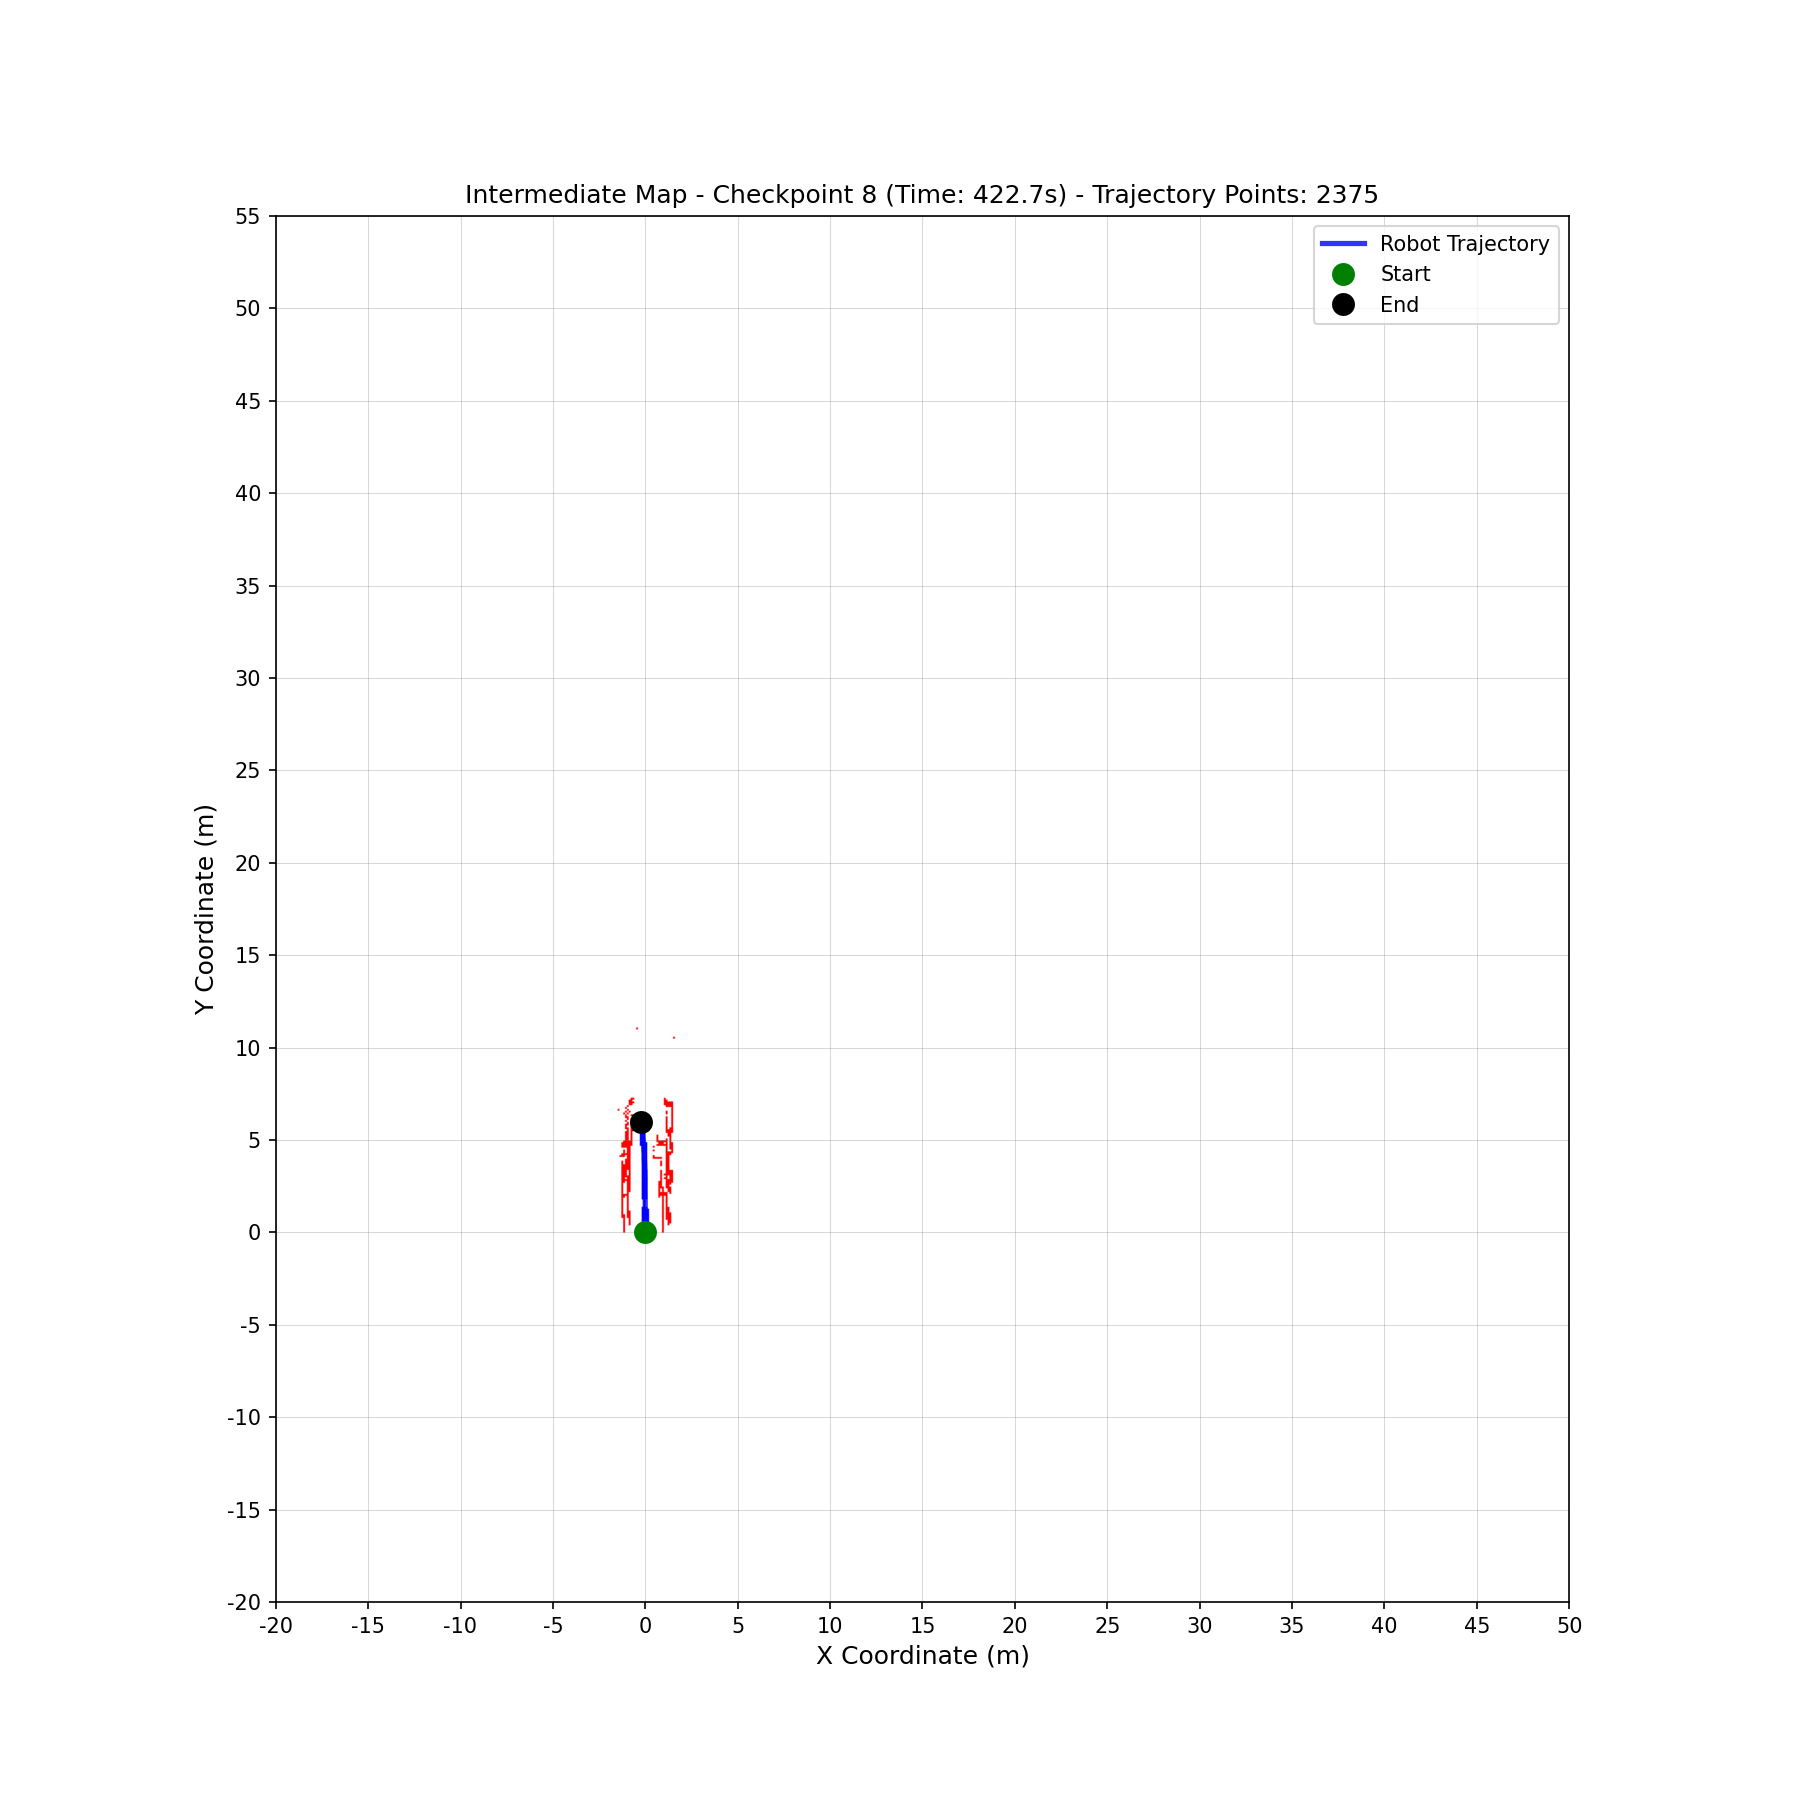 Intermediate Map - Checkpoint 8 (Time: 422.7s) - Trajectory Points: 2375
Robot Trajectory
Start
End
55
50
45
40
35
30
25
20
15
10
5
0
-5
-10
-15
-20
Y Coordinate (m)
-20 -15 -10 -5 0 5 10 15 20 25 30 35 40 45 50
X Coordinate (m)